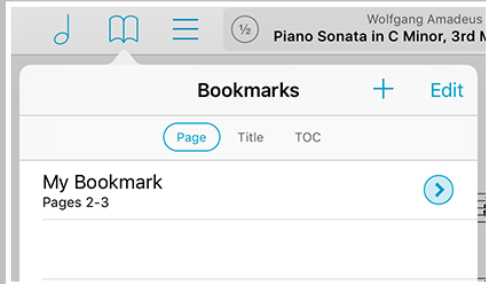 ½
Wolfgang Amadeus
Piano Sonata in C Minor, 3rd
Bookmarks
Edit
Page
Title
TOC
My Bookmark
Pages 2-3